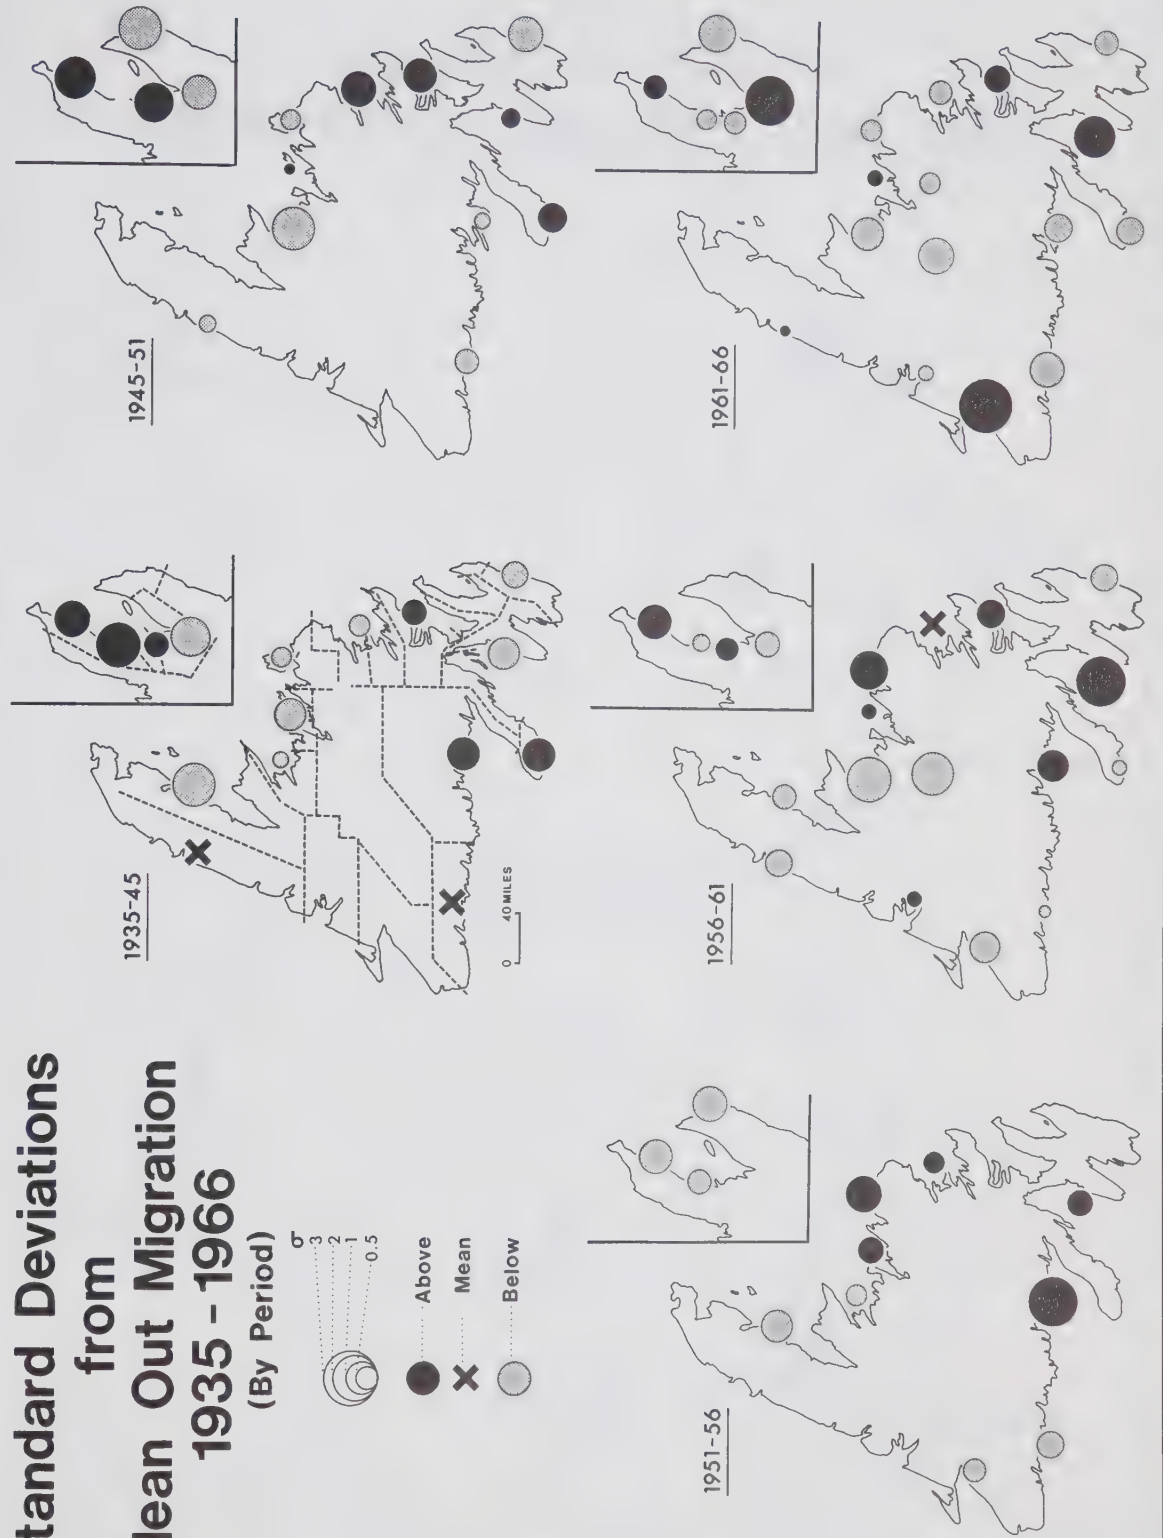 tandard Deviations
from
ean Out Migration
1935-1966
(By Period)
σ
3
2
1
0.5
Above
Mean
Below
1935-45
0 40 MILES
1945-51
1951-56
1956-61
1961-66